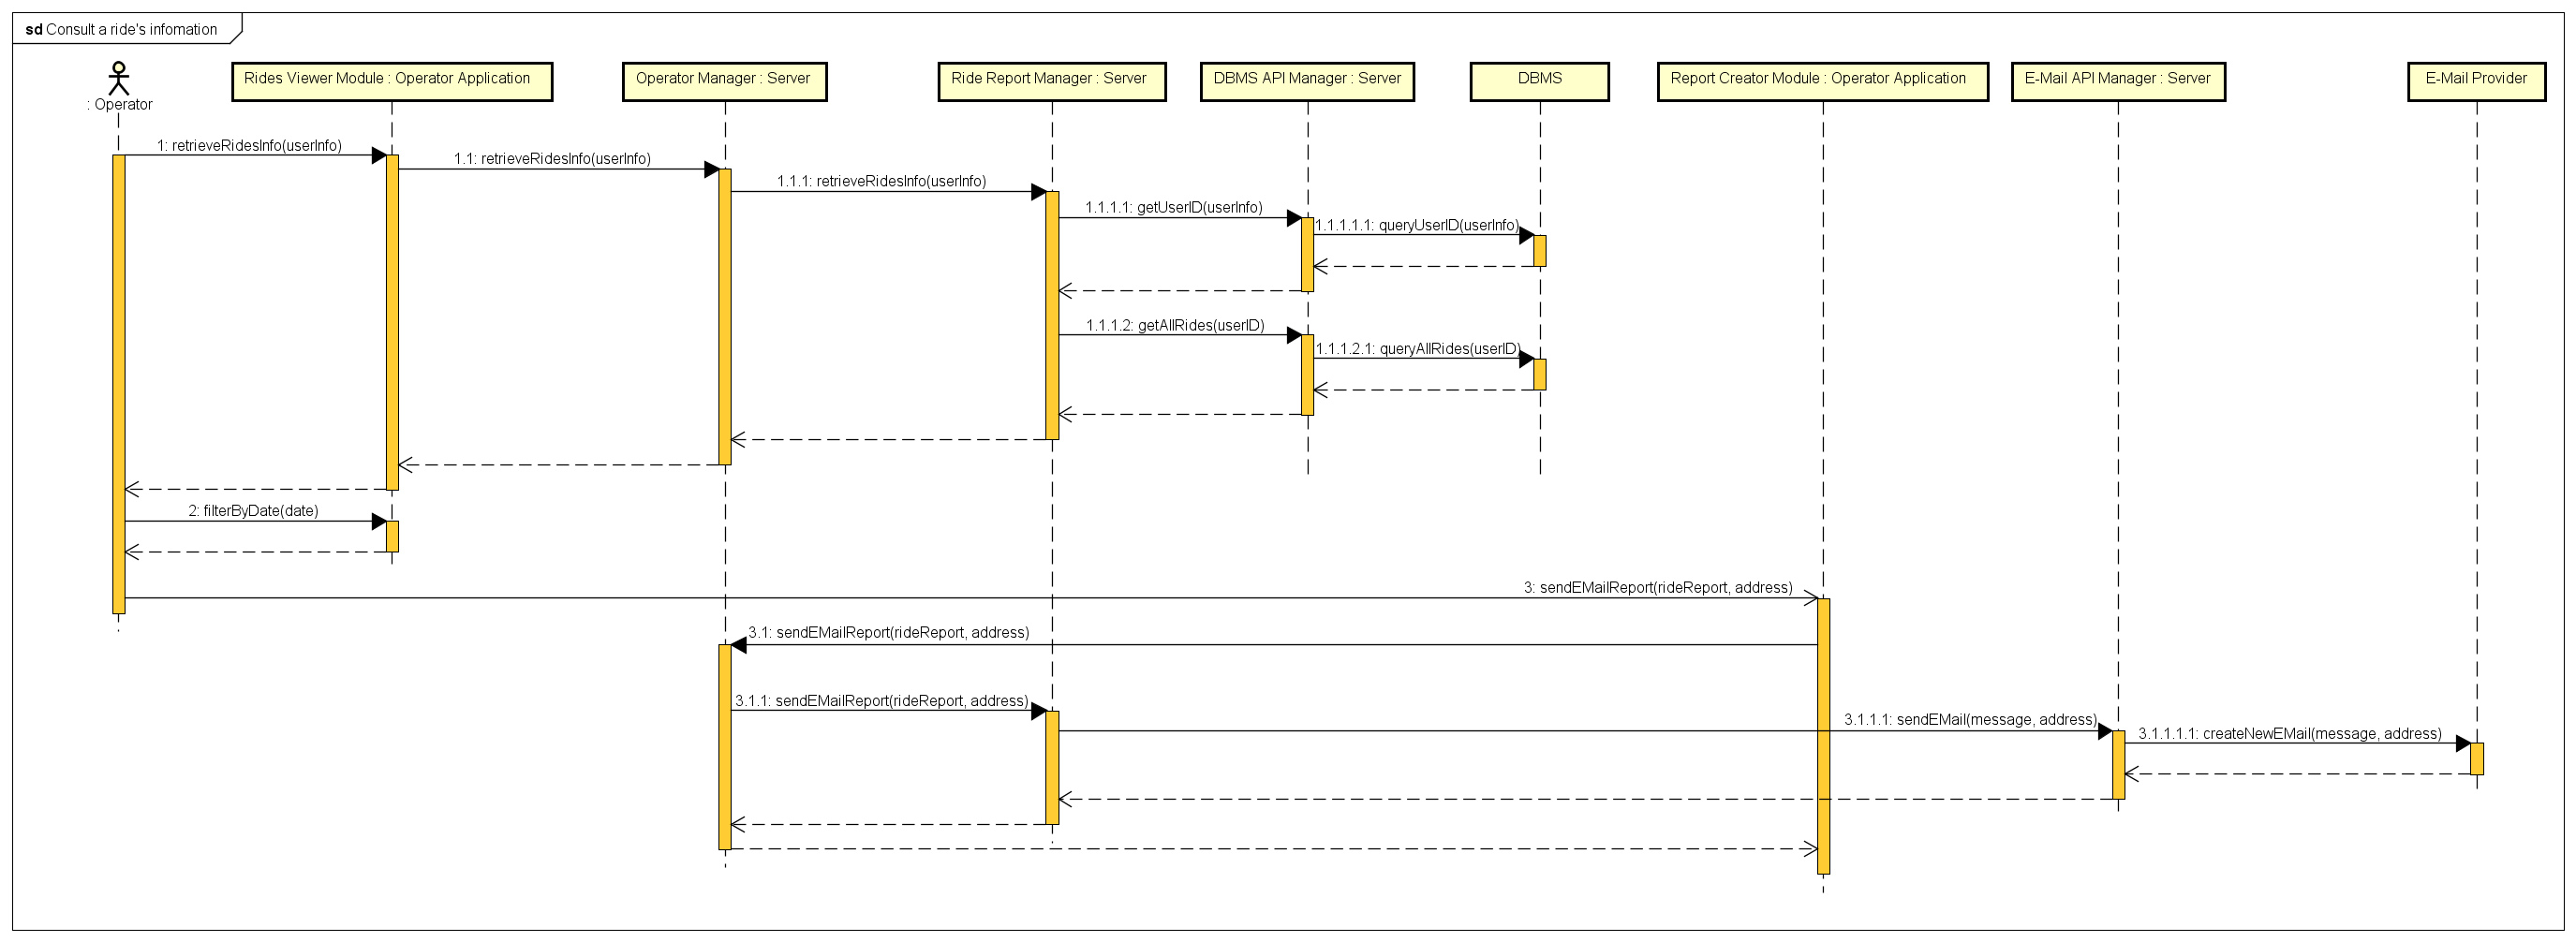 sd Consult a ride's infomation
: Operator
Rides Viewer Module : Operator Application
Operator Manager : Server
Ride Report Manager : Server
DBMS API Manager : Server
DBMS
Report Creator Module : Operator Application
E-Mail API Manager : Server
E-Mail Provider
1: retrieveRidesInfo(userInfo)
1.1: retrieveRidesInfo(userInfo)
1.1.1: retrieveRidesInfo(userInfo)
1.1.1.1: getUserID(userInfo)
1.1.1.1.1: queryUserID(userInfo)
1.1.1.2: getAllRides(userID)
1.1.1.2.1: queryAllRides(userID)
2: filterByDate(date)
3: sendEMailReport(rideReport, address)
3.1: sendEMailReport(rideReport, address)
3.1.1: sendEMailReport(rideReport, address)
3.1.1.1: sendEMail(message, address)
3.1.1.1.1: createNewEMail(message, address)